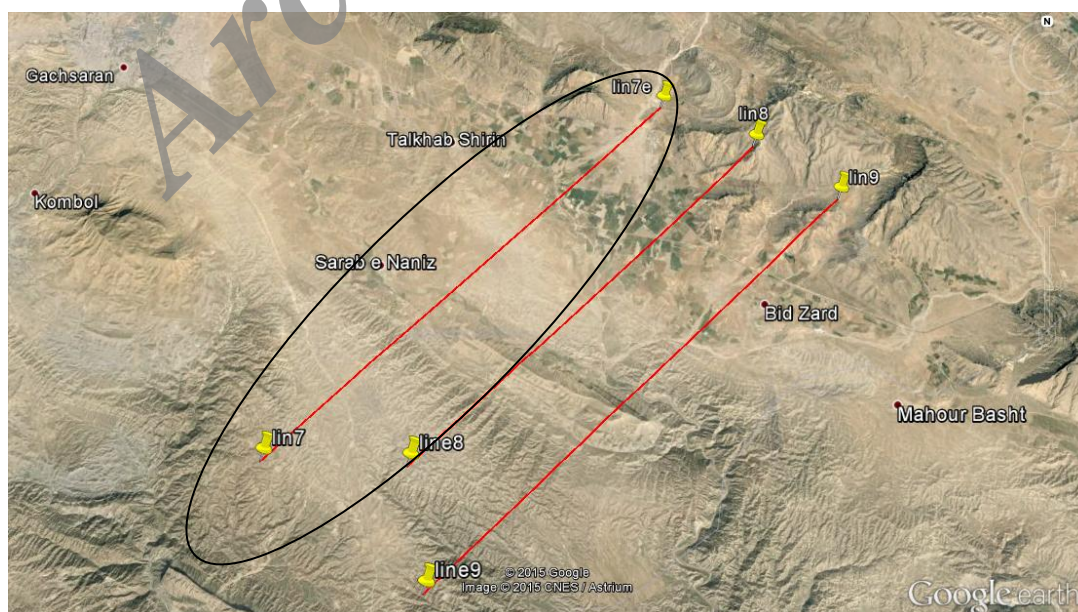 N
Gachsaran
lin7e
lin8
Talkhab Shirin
lin9
Kombol
Sarab e Naniz
Bid Zard
Mahour Basht
lin7
line8
line9
© 2015 Google
Image © 2015 CNES / Astrium
Google earth